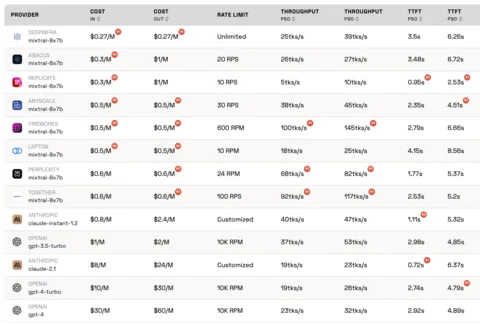 PROVIDER COST IN COST OUT RATE LIMIT THROUGHPUT P50 THROUGHPUT P90 TTFT P50 TTFT P90
DEEPINFRA
mixtral-8x7b $0.27/M $0.27/M Unlimited 25tks/s 39tks/s 3.5s 6.26s
ABAQUS
mixtral-8x7b $0.3/M $1/M 20 RPS 26tks/s 27tks/s 3.48s 6.72s
REPLICATE
mixtral-8x7b $0.3/M $1/M 10 RPS 5tks/s 10tks/s 0.95s 2.53s
ANYSCALE
mixtral-8x7b $0.5/M $0.5/M 30 RPS 38tks/s 45tks/s 2.35s 4.51s
FIREWORKS
mixtral-8x7b $0.5/M $0.5/M 600 RPM 100tks/s 145tks/s 2.79s 6.66s
LEPTON
mixtral-8x7b $0.5/M $0.5/M 10 RPM 18tks/s 25tks/s 4.15s 8.56s
PERPLEXITY
mixtral-8x7b $0.6/M $0.6/M 24 RPM 68tks/s 82tks/s 1.77s 5.37s
TOGETHER
mixtral-8x7b $0.6/M $0.6/M 100 RPS 92tks/s 117tks/s 2.53s 5.2s
ANTHROPIC
claude-instant-1.2 $0.8/M $2.4/M Customized 40tks/s 47tks/s 1.11s 5.32s
OPENAI
gpt-3.5-turbo $1/M $2/M 10K RPM 37tks/s 53tks/s 2.98s 4.85s
ANTHROPIC
claude-2.1 $8/M $24/M Customized 19tks/s 23tks/s 0.72s 6.37s
OPENAI
gpt-4-turbo $10/M $30/M 10K RPM 19tks/s 26tks/s 2.74s 4.79s
OPENAI
gpt-4 $30/M $60/M 10K RPM 23tks/s 32tks/s 2.92s 4.89s